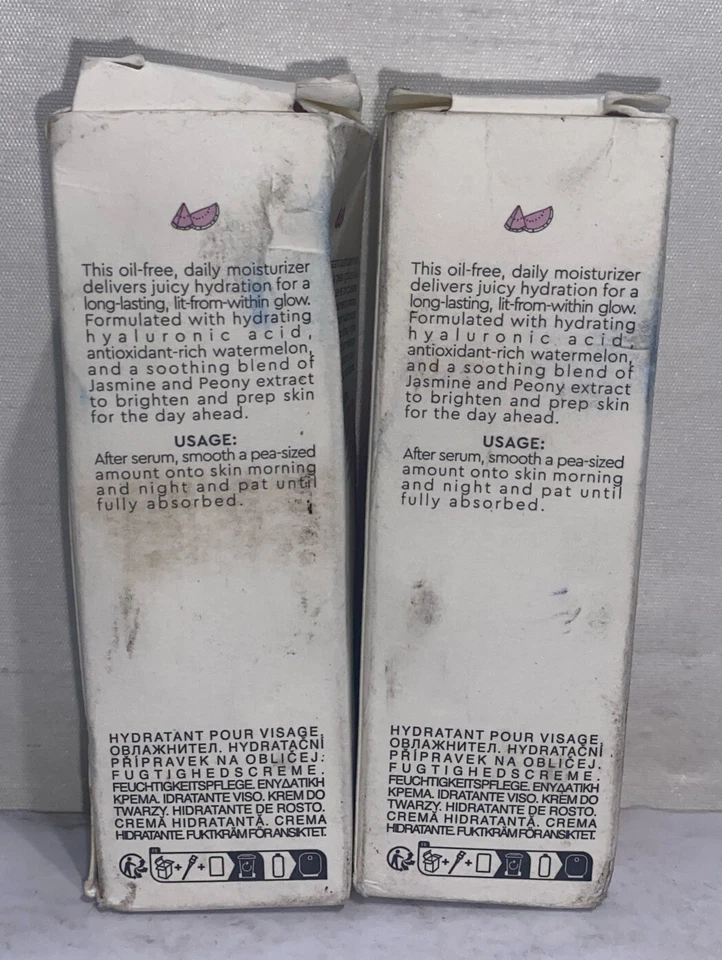 This oil-free, daily moisturizer
delivers juicy hydration for a
long-lasting, lit-from-within glow.
Formulated with hydrating
hyaluronic acid,
antioxidant-rich watermelon,
and a soothing blend of
Jasmine and Peony extract
to brighten and prep skin
for the day ahead.
USAGE:
After serum, smooth a pea-sized
amount onto skin morning
and night and pat until
fully absorbed.
HYDRATANT POUR VISAGE.
ОВЛАЖНИТЕЛ. HYDRATAČNÍ
PŘÍPRAVEK NA OBLIČEJ.
FUGTIGHEDSCREME.
FEUCHTIGKEITSPFLEGE. ΕΝΥΔΑΤΙΚΗ
ΚΡΕΜΑ. IDRATANTE VISO. KREM DO
TWARZY. HIDRATANTE DE ROSTO.
CREMĂ HIDRATANTĂ. CREMA
HIDRATANTE. FUKTKRÄM FÖR ANSIKTET.
This oil-free, daily moisturizer
delivers juicy hydration for a
long-lasting, lit-from-within glow.
Formulated with hydrating
hyaluronic acid,
antioxidant-rich watermelon,
and a soothing blend of
Jasmine and Peony extract
to brighten and prep skin
for the day ahead.
USAGE:
After serum, smooth a pea-sized
amount onto skin morning
and night and pat until
fully absorbed.
HYDRATANT POUR VISAGE.
ОВЛАЖНИТЕЛ. HYDRATAČNÍ
PŘÍPRAVEK NA OBLIČEJ.
FUGTIGHEDSCREME.
FEUCHTIGKEITSPFLEGE. ΕΝΥΔΑΤΙΚΗ
ΚΡΕΜΑ. IDRATANTE VISO. KREM DO
TWARZY. HIDRATANTE DE ROSTO.
CREMĂ HIDRATANTĂ. CREMA
HIDRATANTE. FUKTKRÄM FÖR ANSIKTET.